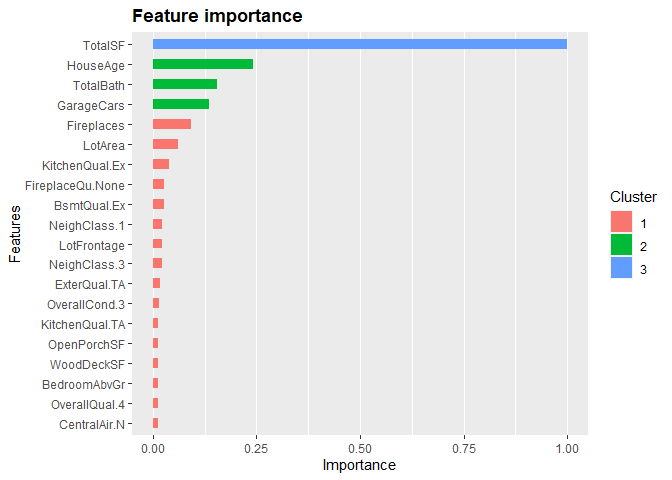 Feature importance
TotalSF
HouseAge
TotalBath
GarageCars
Fireplaces
LotArea
KitchenQual.Ex
FireplaceQu.None
BsmtQual.Ex
NeighClass.1
LotFrontage
NeighClass.3
ExterQual.TA
OverallCond.3
KitchenQual.TA
OpenPorchSF
WoodDeckSF
BedroomAbvGr
OverallQual.4
CentralAir.N
Features
0.00 0.25 0.50 0.75 1.00
Importance
Cluster
1
2
3